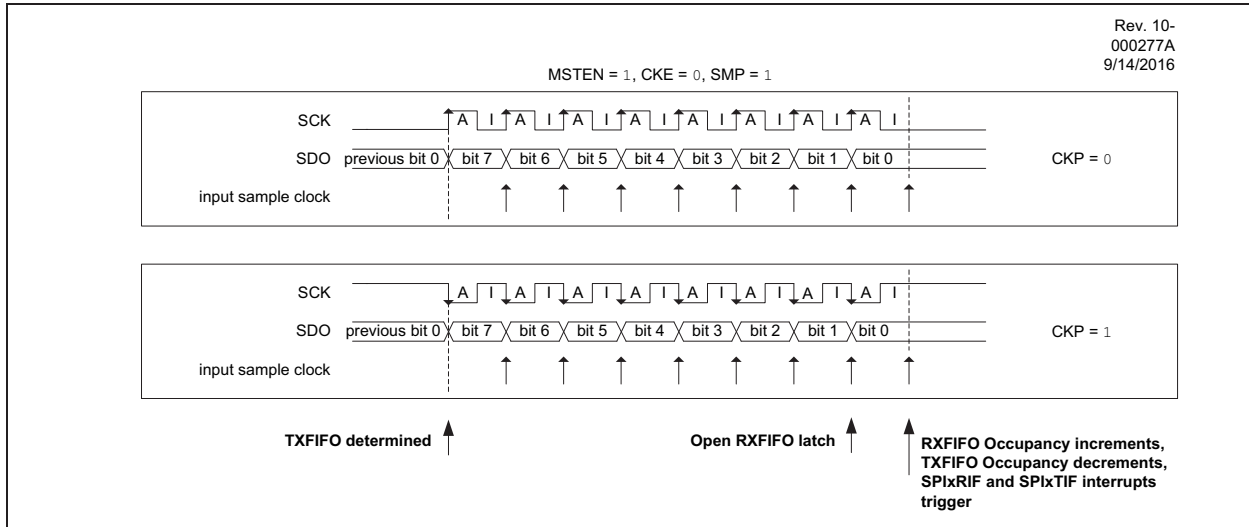 Rev. 10-
000277A
9/14/2016
MSTEN = 1, CKE = 0, SMP = 1
SCK A I A I A I A I A I A I A I A I
SDO previous bit 0 bit 7 bit 6 bit 5 bit 4 bit 3 bit 2 bit 1 bit 0 CKP = 0
input sample clock
SCK A I A I A I A I A I A I A I A I
SDO previous bit 0 bit 7 bit 6 bit 5 bit 4 bit 3 bit 2 bit 1 bit 0 CKP = 1
input sample clock
TXFIFO determined
Open RXFIFO latch
RXFIFO Occupancy increments,
TXFIFO Occupancy decrements,
SPIxRIF and SPIxTIF interrupts
trigger